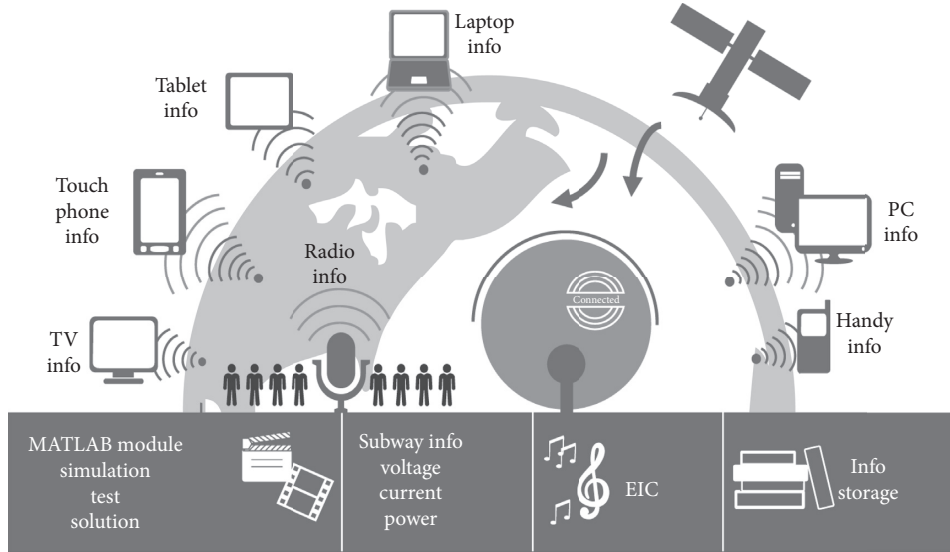 Laptop
info
Tablet
info
Touch
phone
info
PC
info
Radio
info
Connected
TV
info
Handy
info
MATLAB module
simulation
test
solution
Subway info
voltage
current
power
EIC
Info
storage